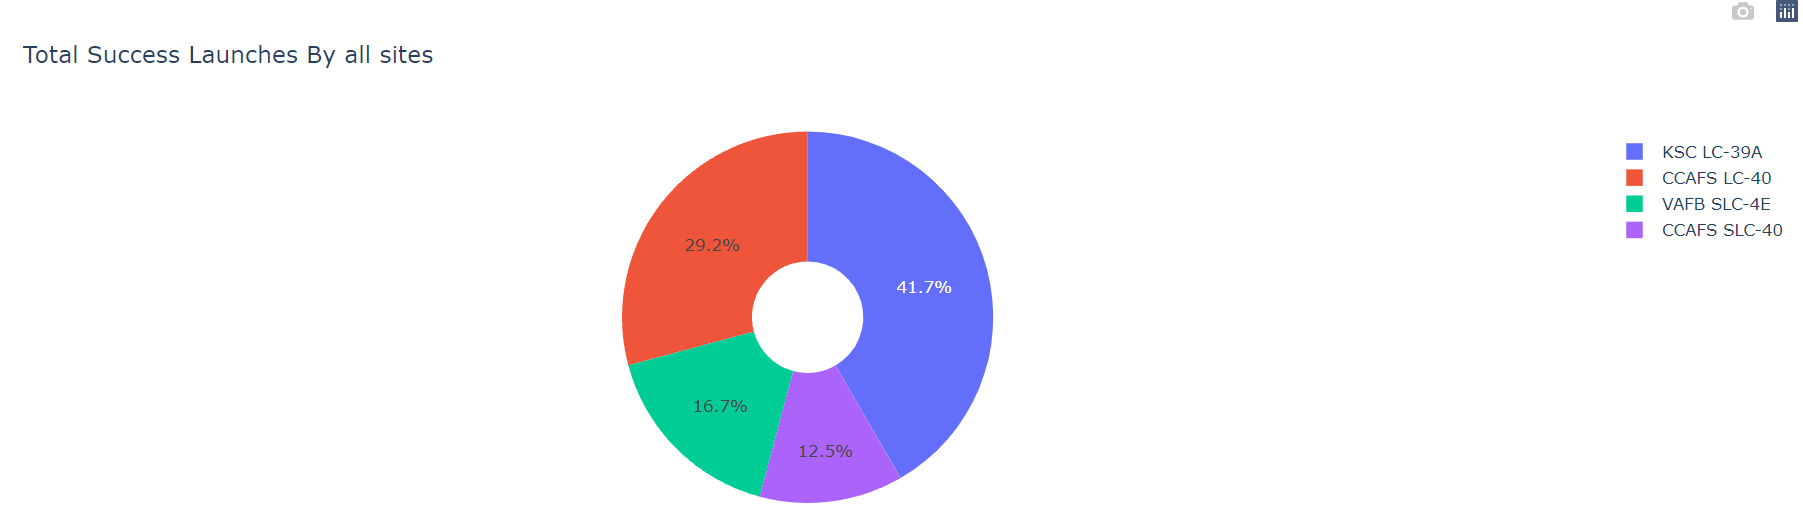 Total Success Launches By all sites
KSC LC-39A
CCAFS LC-40
VAFB SLC-4E
CCAFS SLC-40
29.2%
41.7%
16.7%
12.5%